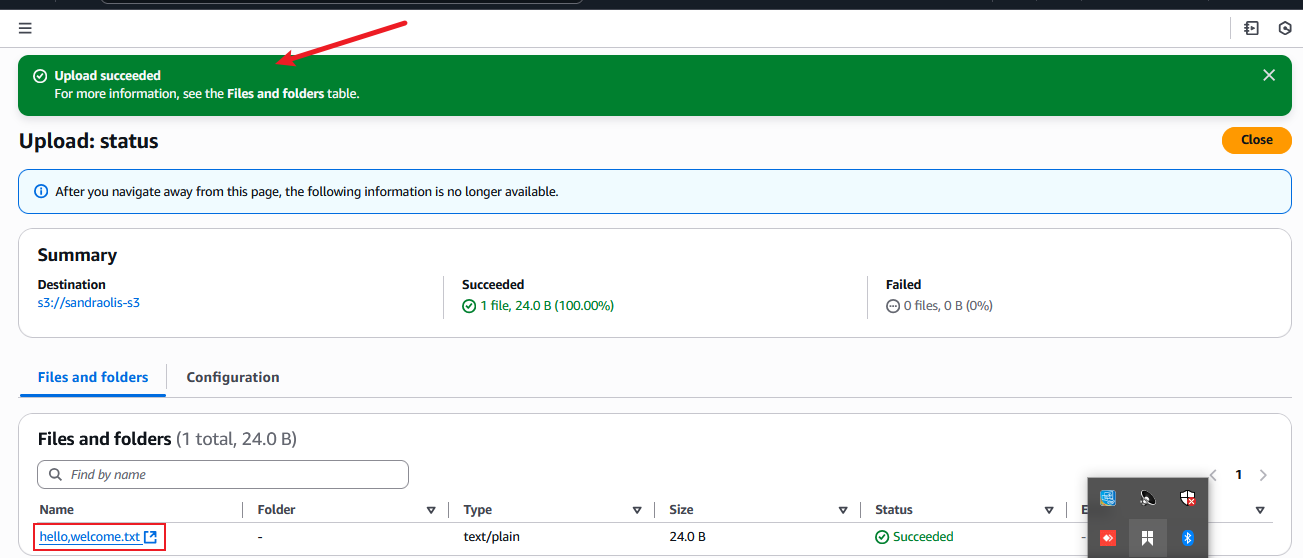 Upload succeeded
For more information, see the Files and folders table.
Upload: status
Close
After you navigate away from this page, the following information is no longer available.
Summary
Destination
s3://sandraolis-s3
Succeeded
1 file, 24.0 B (100.00%)
Failed
0 files, 0 B (0%)
Files and folders
Configuration
Files and folders (1 total, 24.0 B)
Find by name
1
Name Folder Type Size Status
hello,welcome.txt - text/plain 24.0 B Succeeded -